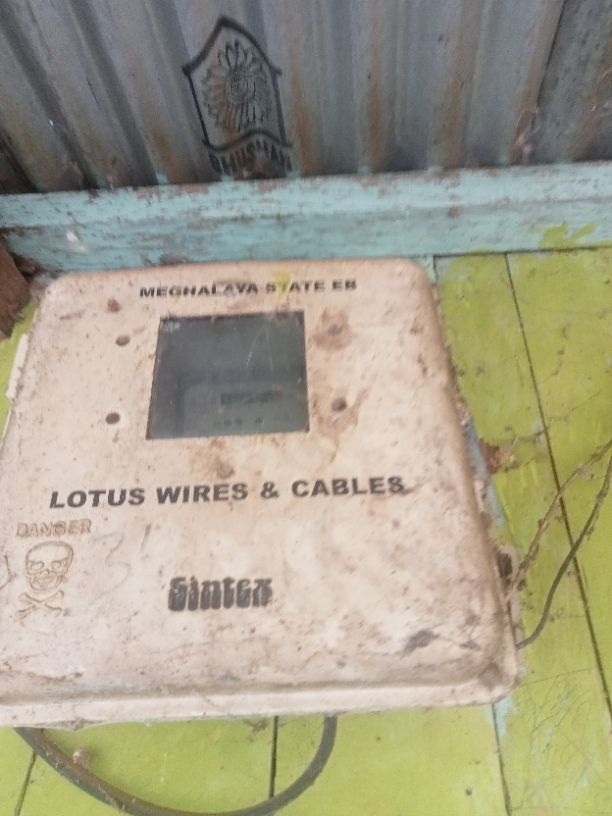 MEGHALAYA STATE EB
LOTUS WIRES & CABLES
DANGER
Sintex